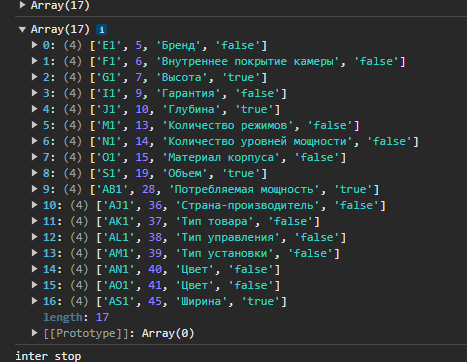 ▶ Array(17)
▼ Array(17) i
▶ 0: (4) ['E1', 5, 'Бренд', 'false']
▶ 1: (4) ['F1', 6, 'Внутреннее покрытие камеры', 'false']
▶ 2: (4) ['G1', 7, 'Высота', 'true']
▶ 3: (4) ['I1', 9, 'Гарантия', 'false']
▶ 4: (4) ['J1', 10, 'Глубина', 'true']
▶ 5: (4) ['M1', 13, 'Количество режимов', 'false']
▶ 6: (4) ['N1', 14, 'Количество уровней мощности', 'false']
▶ 7: (4) ['O1', 15, 'Материал корпуса', 'false']
▶ 8: (4) ['S1', 19, 'Объем', 'true']
▶ 9: (4) ['AB1', 28, 'Потребляемая мощность', 'true']
▶ 10: (4) ['AJ1', 36, 'Страна-производитель', 'false']
▶ 11: (4) ['AK1', 37, 'Тип товара', 'false']
▶ 12: (4) ['AL1', 38, 'Тип управления', 'false']
▶ 13: (4) ['AM1', 39, 'Тип установки', 'false']
▶ 14: (4) ['AN1', 40, 'Цвет', 'false']
▶ 15: (4) ['AO1', 41, 'Цвет', 'false']
▶ 16: (4) ['AS1', 45, 'Ширина', 'true']
length: 17
▶ [[Prototype]]: Array(0)
inter stop